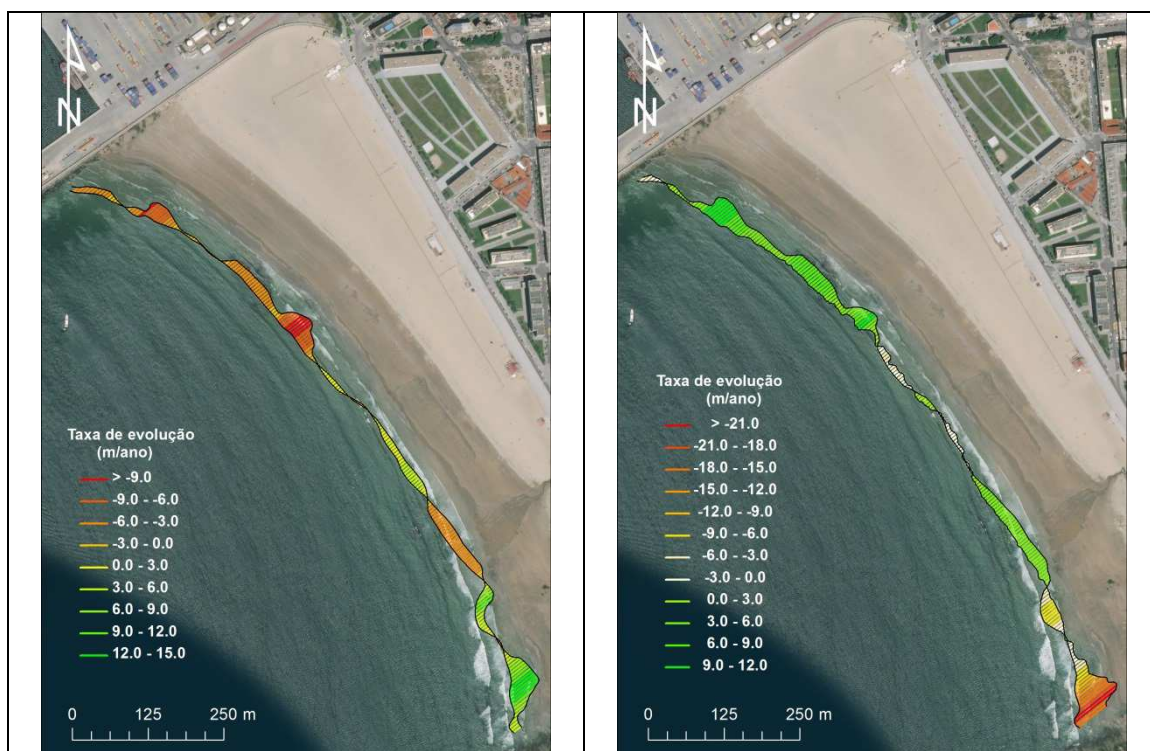 N
Taxa de evolução
(m/ano)
> -9.0
-9.0 - -6.0
-6.0 - -3.0
-3.0 - 0.0
0.0 - 3.0
3.0 - 6.0
6.0 - 9.0
9.0 - 12.0
12.0 - 15.0
0 125 250 m
N
Taxa de evolução
(m/ano)
> -21.0
-21.0 - -18.0
-18.0 - -15.0
-15.0 - -12.0
-12.0 - -9.0
-9.0 - -6.0
-6.0 - -3.0
-3.0 - 0.0
0.0 - 3.0
3.0 - 6.0
6.0 - 9.0
9.0 - 12.0
0 125 250 m